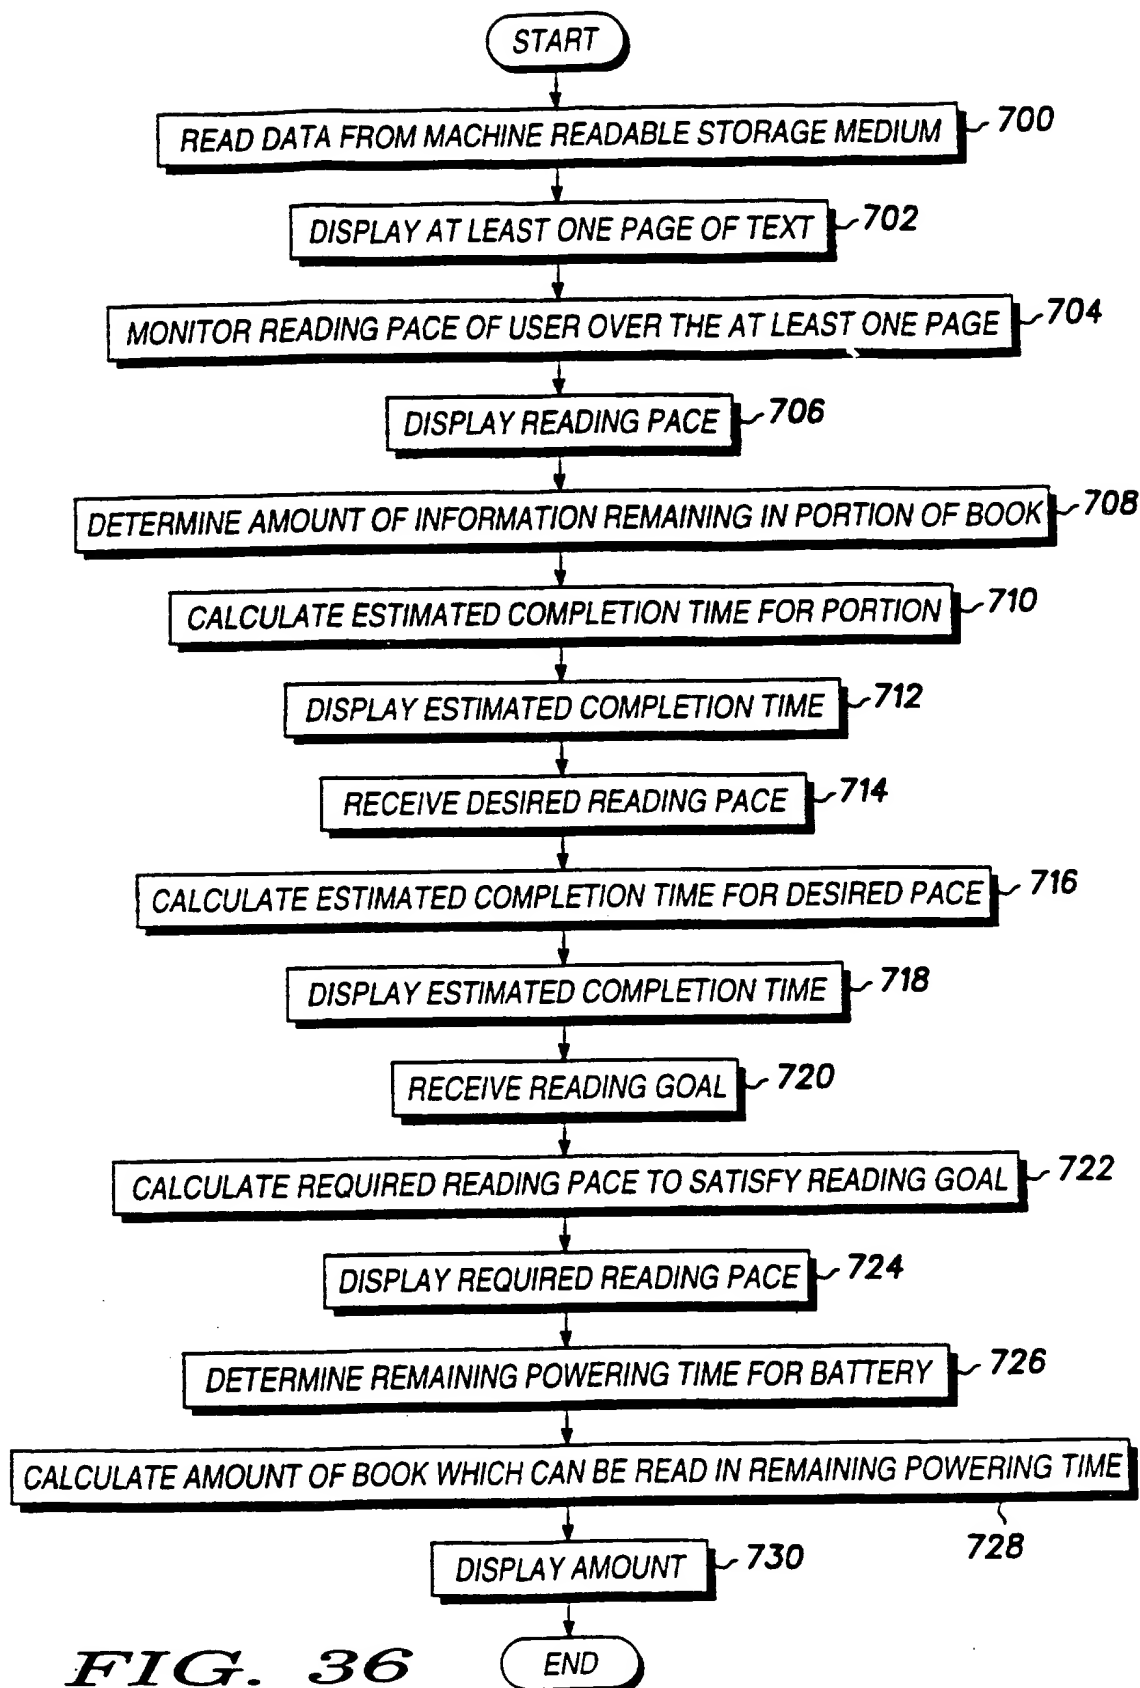 START
READ DATA FROM MACHINE READABLE STORAGE MEDIUM 700
DISPLAY AT LEAST ONE PAGE OF TEXT 702
MONITOR READING PACE OF USER OVER THE AT LEAST ONE PAGE 704
DISPLAY READING PACE 706
DETERMINE AMOUNT OF INFORMATION REMAINING IN PORTION OF BOOK 708
CALCULATE ESTIMATED COMPLETION TIME FOR PORTION 710
DISPLAY ESTIMATED COMPLETION TIME 712
RECEIVE DESIRED READING PACE 714
CALCULATE ESTIMATED COMPLETION TIME FOR DESIRED PACE 716
DISPLAY ESTIMATED COMPLETION TIME 718
RECEIVE READING GOAL 720
CALCULATE REQUIRED READING PACE TO SATISFY READING GOAL 722
DISPLAY REQUIRED READING PACE 724
DETERMINE REMAINING POWERING TIME FOR BATTERY 726
CALCULATE AMOUNT OF BOOK WHICH CAN BE READ IN REMAINING POWERING TIME
728
DISPLAY AMOUNT 730
END
FIG. 36